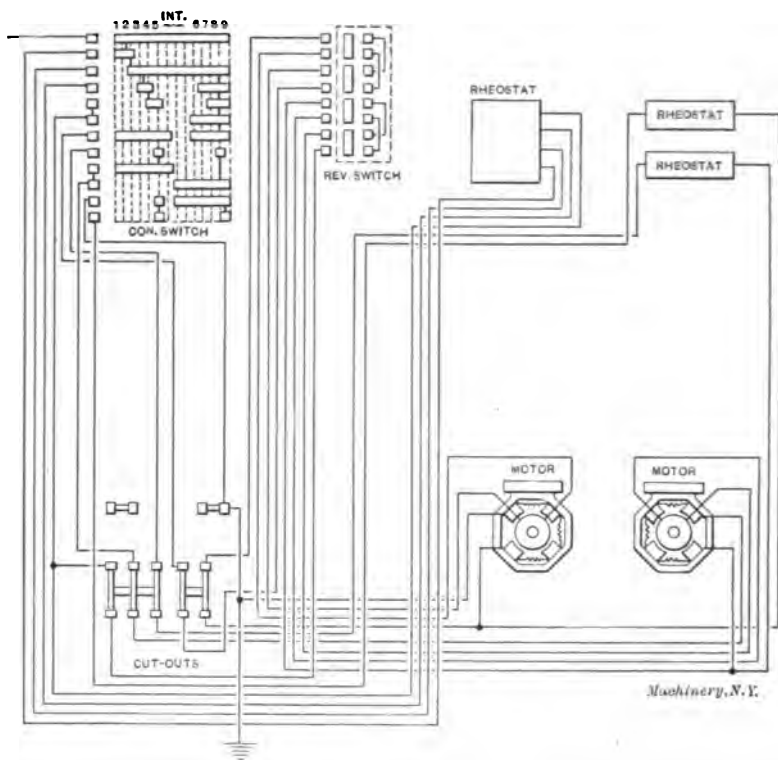 INT.
12345 6789
RHEOSTAT
RHEOSTAT
RHEOSTAT
REV. SWITCH
CON. SWITCH
MOTOR
MOTOR
CUT-OUTS
Machinery, N.Y.